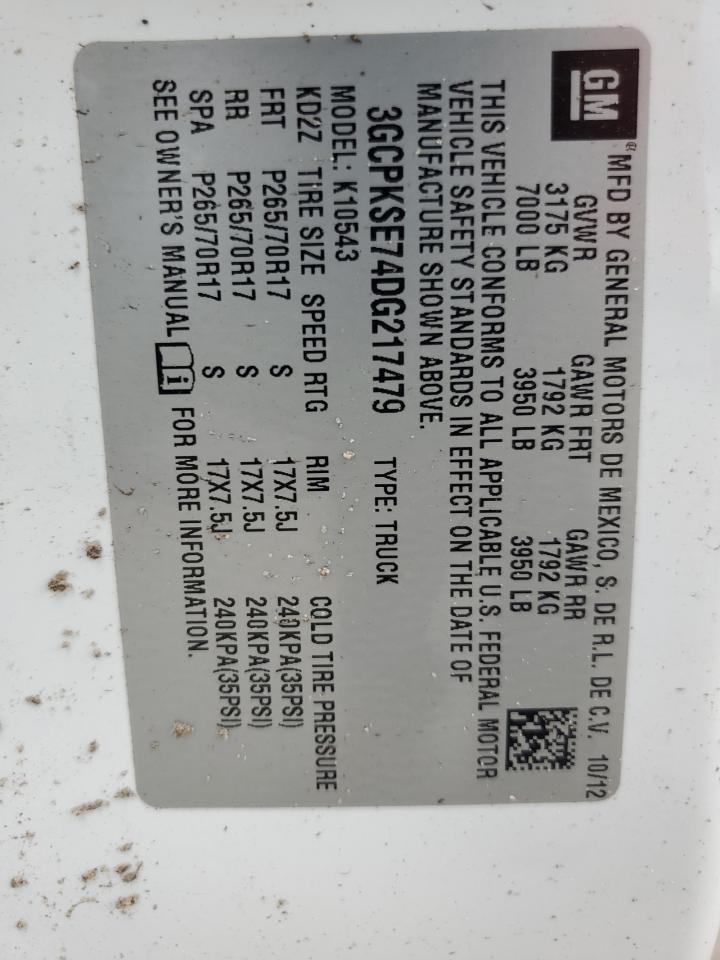 GM
® MFD BY GENERAL MOTORS DE MEXICO, S. DE R.L. DE C.V. 10/12
GVWR GAWR FRT GAWR RR
3175 KG 1792 KG 1792 KG
7000 LB 3950 LB 3950 LB
THIS VEHICLE CONFORMS TO ALL APPLICABLE U.S. FEDERAL MOTOR
VEHICLE SAFETY STANDARDS IN EFFECT ON THE DATE OF
MANUFACTURE SHOWN ABOVE.
3GCPKSE74DG217479 TYPE: TRUCK
MODEL: K10543
KD2Z TIRE SIZE SPEED RTG RIM COLD TIRE PRESSURE
FRT P265/70R17 S 17X7.5J 240KPA(35PSI)
RR P265/70R17 S 17X7.5J 240KPA(35PSI)
SPA P265/70R17 S 17X7.5J 240KPA(35PSI)
SEE OWNER'S MANUAL i FOR MORE INFORMATION.